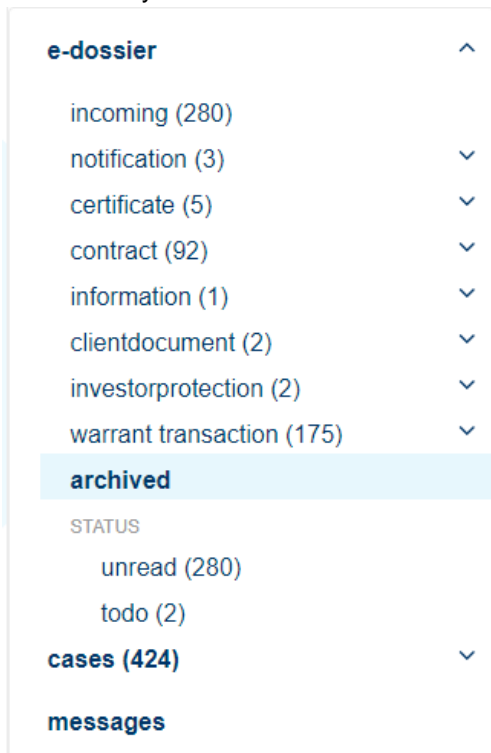 e-dossier
incoming (280)
notification (3)
certificate (5)
contract (92)
information (1)
clientdocument (2)
investorprotection (2)
warrant transaction (175)
archived
STATUS
unread (280)
todo (2)
cases (424)
messages